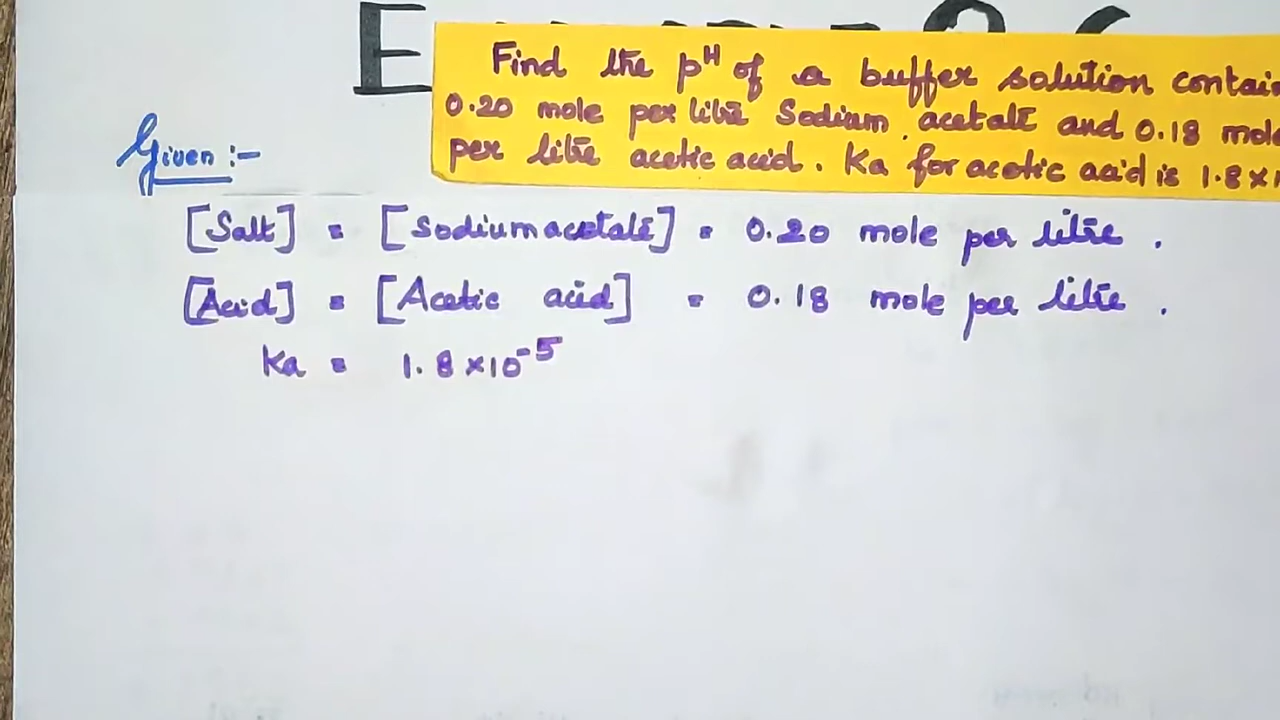 E
Find the pH of a buffer solution contai
0.20 mole per litre Sodium acetate and 0.18 mole
per litre acetic acid. Ka for acetic acid is 1.8×1
Given :-
[Salt] = [Sodium acetate] = 0.20 mole per litre .
[Acid] = [Acetic acid] = 0.18 mole per litre .
Ka = 1.8×10⁻⁵